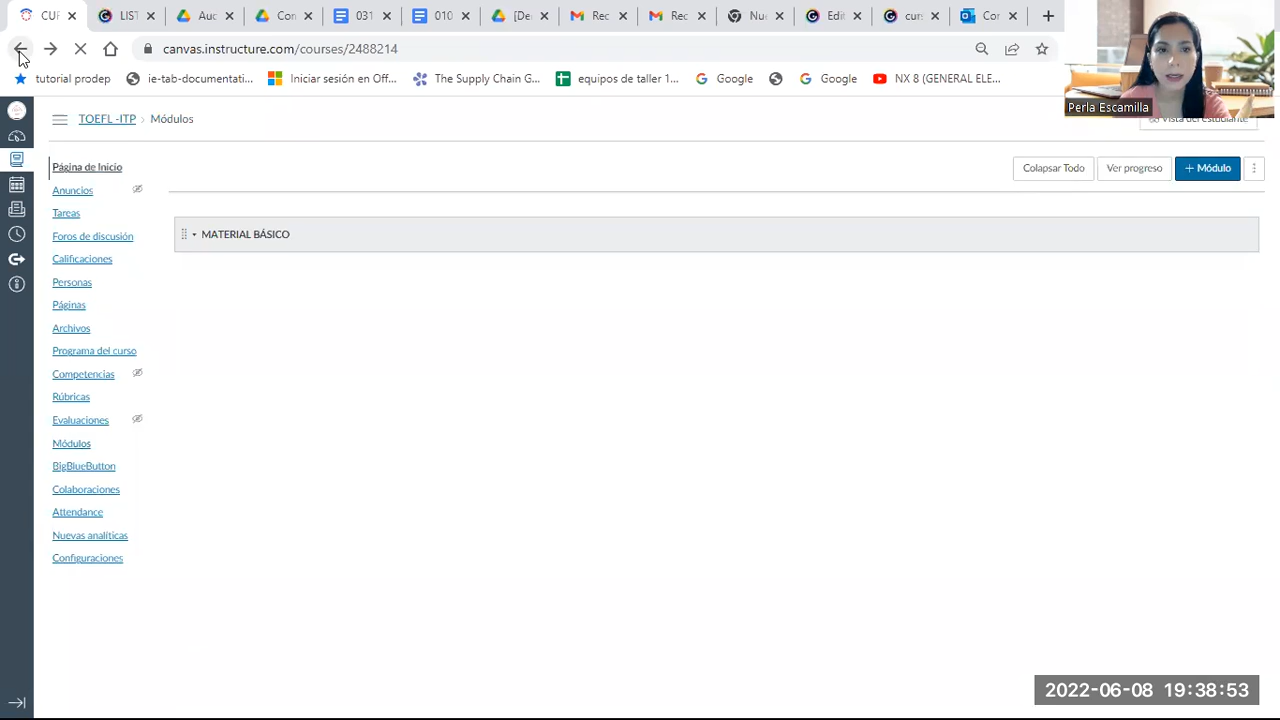 CUF
LIST
Auc
Con
031
010
[De
Rec
Rec
Nu
Edi
cur
Cor
canvas.instructure.com/courses/2488214
tutorial prodep
ie-tab-documentati...
Iniciar sesión en Cli...
The Supply Chain G...
equipos de taller 1...
Google
Google
NX 8 (GENERAL ELE...
Perla Escamilla
TOEFL -ITP › Módulos
Vista del estudiante
Página de Inicio
Colapsar Todo
Ver progreso
+ Módulo
Anuncios
Tareas
MATERIAL BÁSICO
Foros de discusión
Calificaciones
Personas
Páginas
Archivos
Programa del curso
Competencias
Rúbricas
Evaluaciones
Módulos
BigBlueButton
Colaboraciones
Attendance
Nuevas analíticas
Configuraciones
2022-06-08 19:38:53